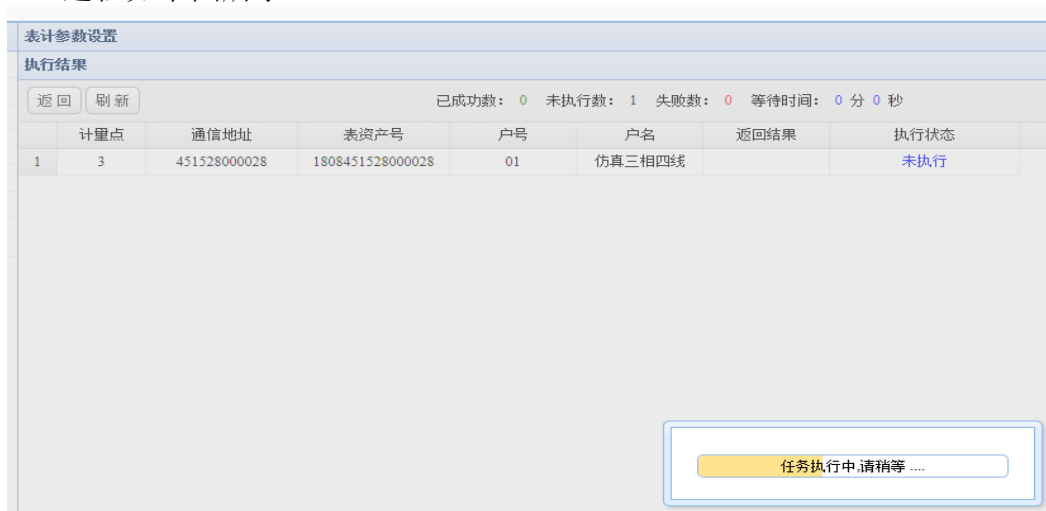 表计参数设置
执行结果
返 回 刷 新 已成功数: 0 未执行数: 1 失败数: 0 等待时间: 0 分 0 秒
计量点 通信地址 表资产号 户号 户名 返回结果 执行状态
1 3 451528000028 1808451528000028 01 仿真三相四线 未执行
任务执行中,请稍等 ....